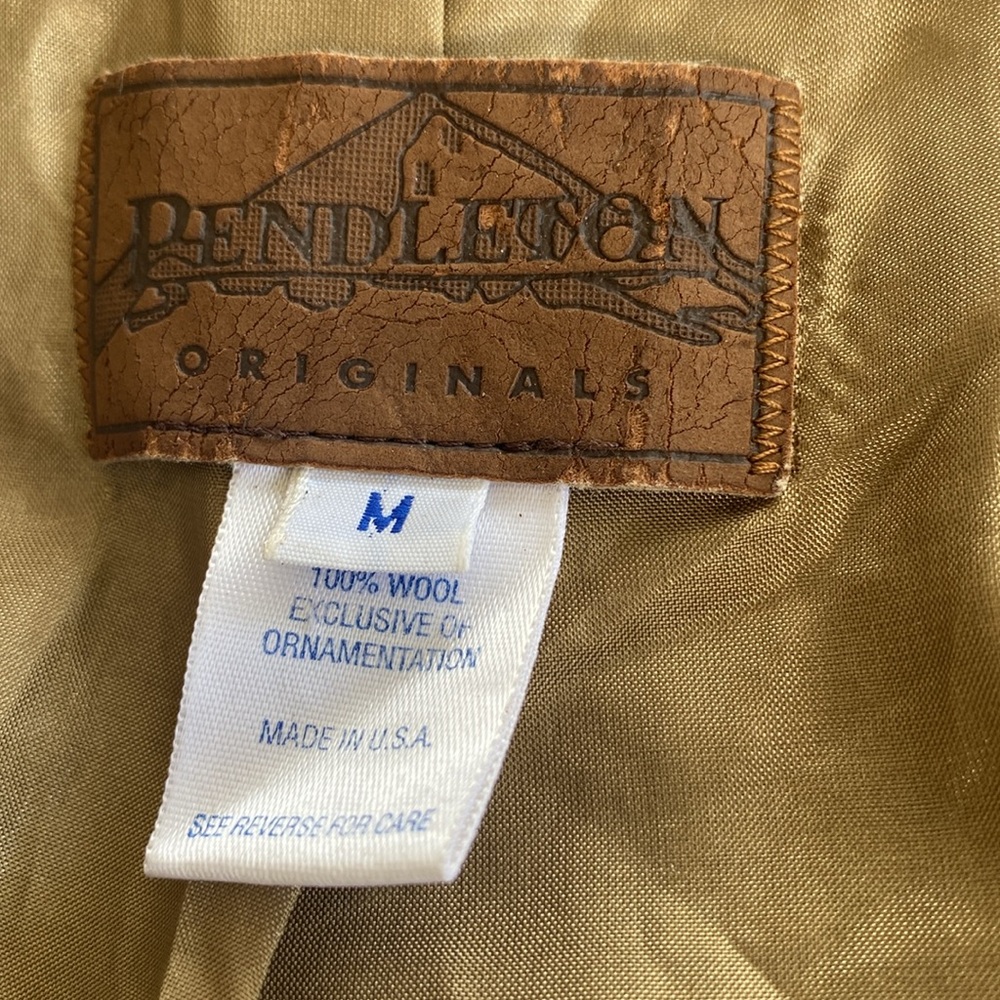 PENDLETON
ORIGINALS
M
100% WOOL
EXCLUSIVE OF
ORNAMENTATION
MADE IN U.S.A.
SEE REVERSE FOR CARE